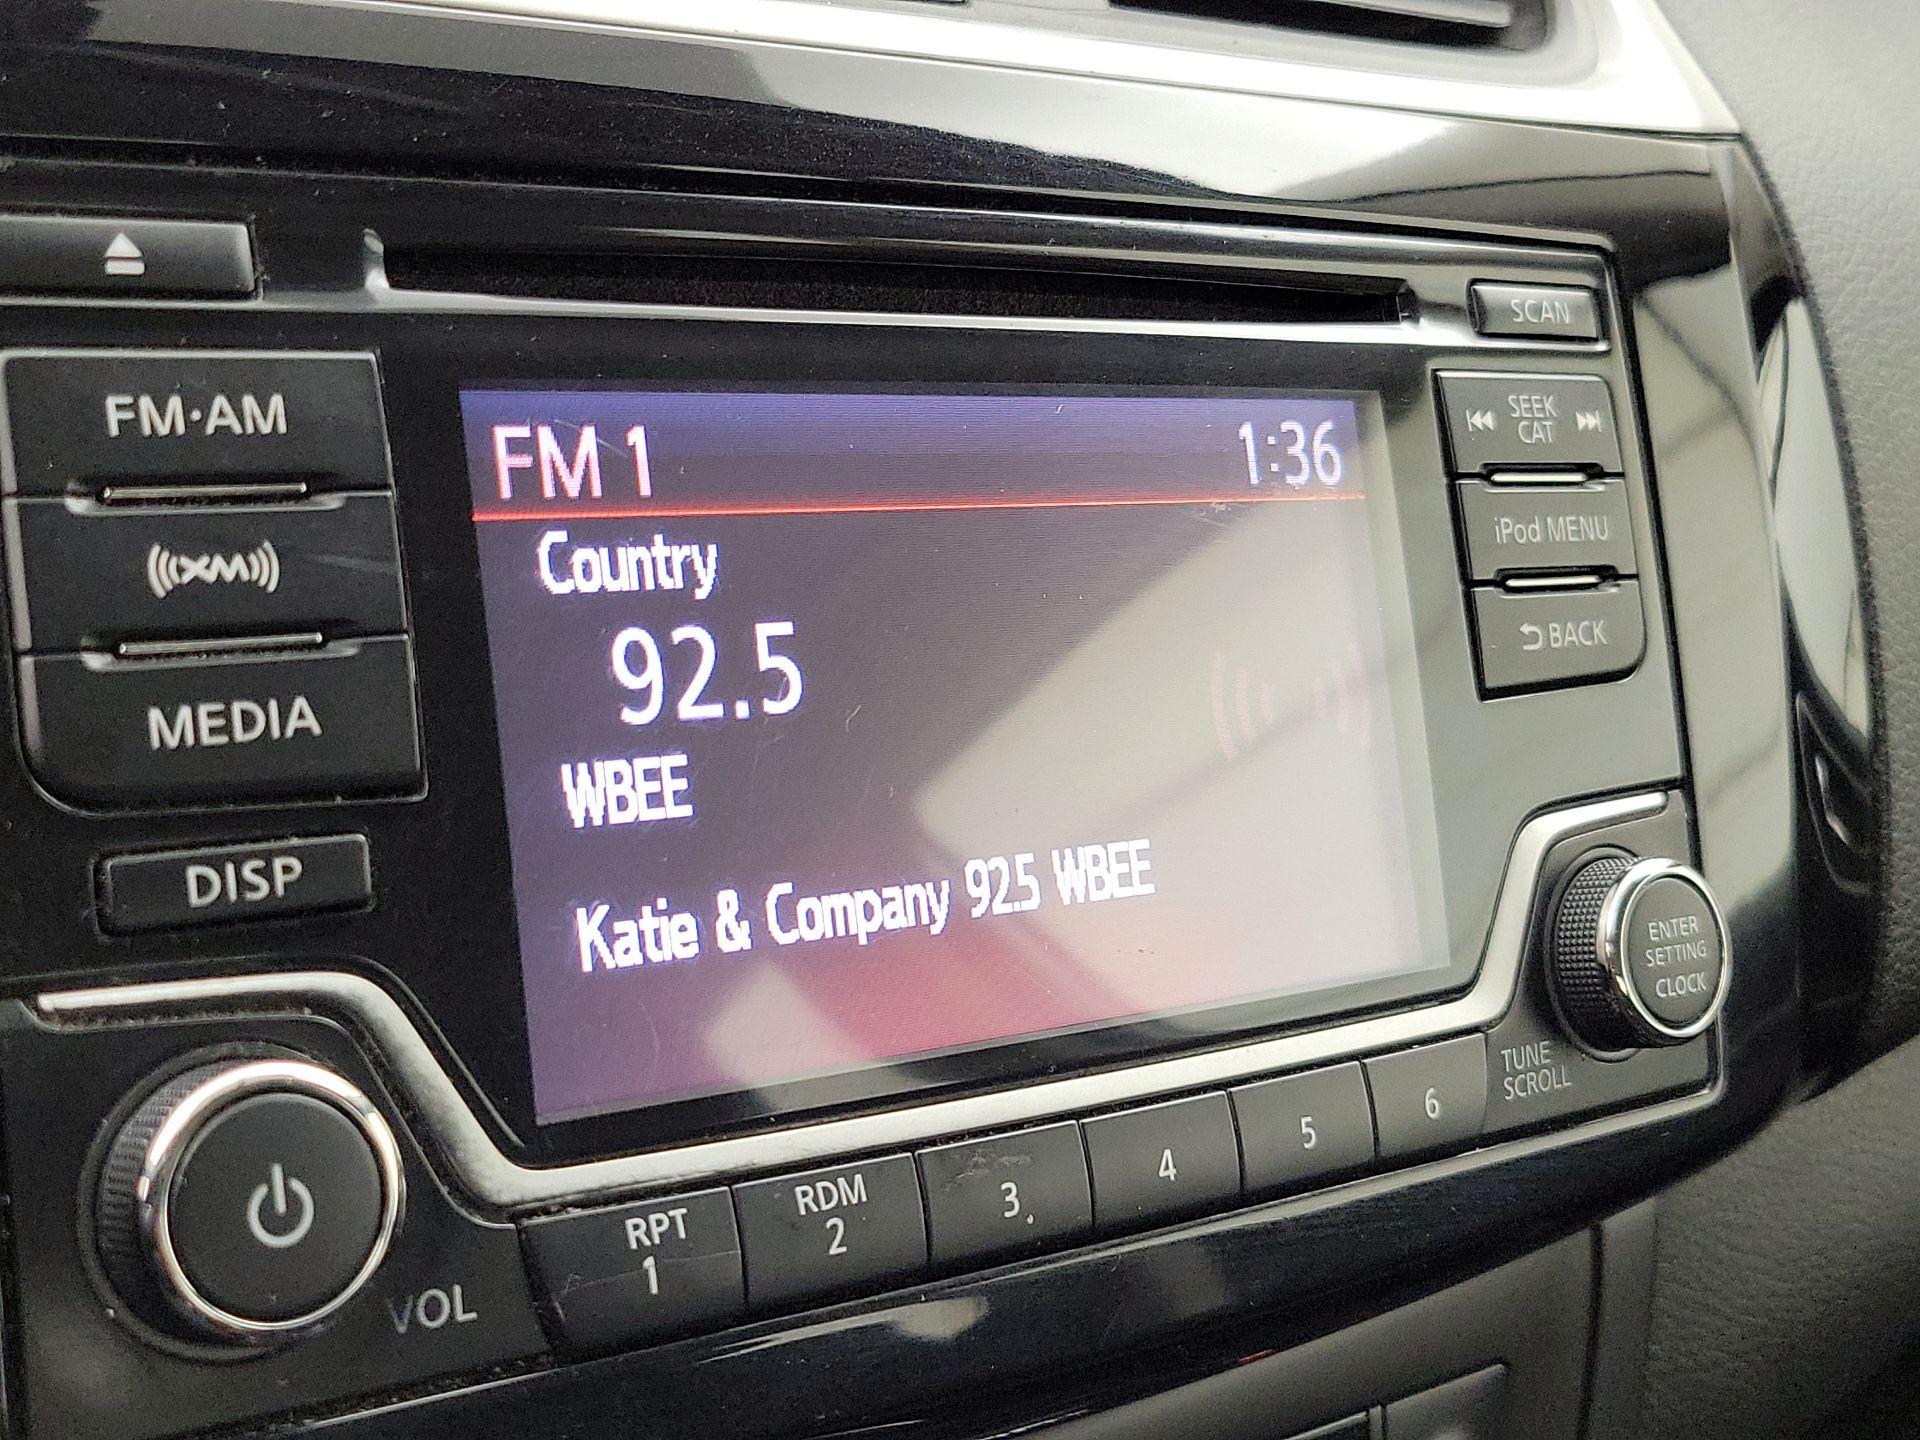 SCAN
FM·AM
XM
MEDIA
DISP
VOL
FM 1 1:36
Country
92.5
WBEE
Katie & Company 92.5 WBEE
SEEK
CAT
iPod MENU
BACK
ENTER
SETTING
CLOCK
TUNE
SCROLL
RPT
1
RDM
2
3
4
5
6